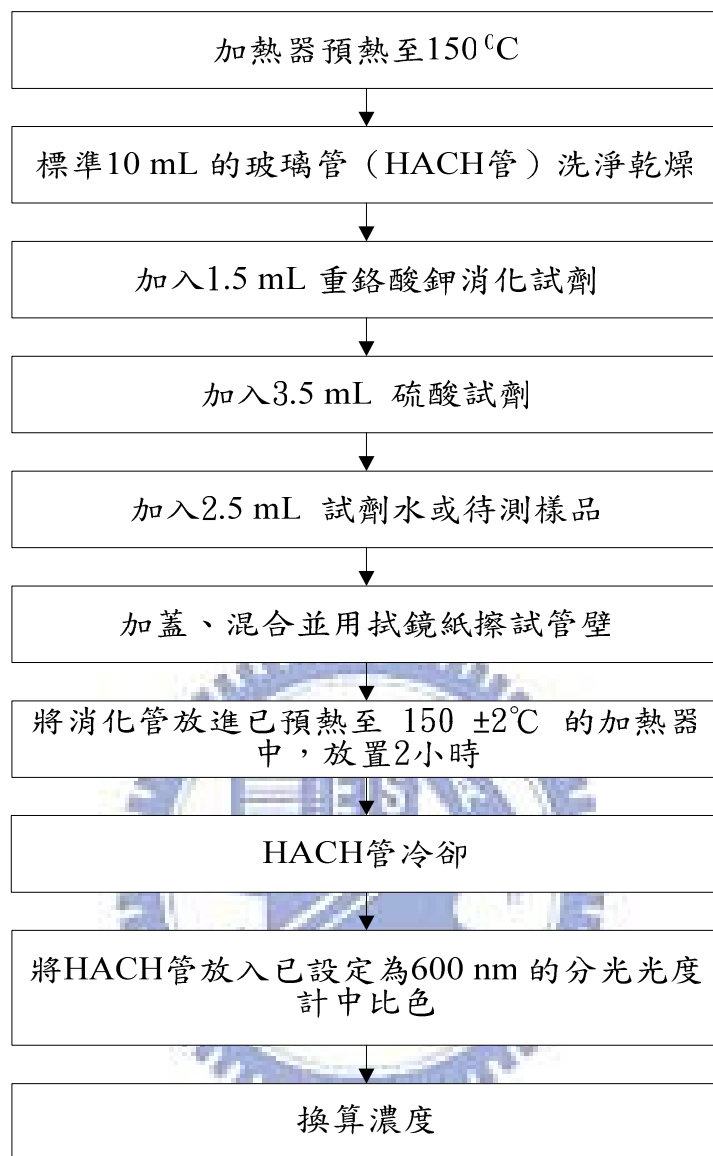 加熱器預熱至150⁰C
標準10 mL 的玻璃管（HACH管）洗淨乾燥
加入1.5 mL 重鉻酸鉀消化試劑
加入3.5 mL 硫酸試劑
加入2.5 mL 試劑水或待測樣品
加蓋、混合並用拭鏡紙擦試管壁
將消化管放進已預熱至 150 ±2℃ 的加熱器
中，放置2小時
HACH管冷卻
將HACH管放入已設定為600 nm 的分光光度
計中比色
換算濃度